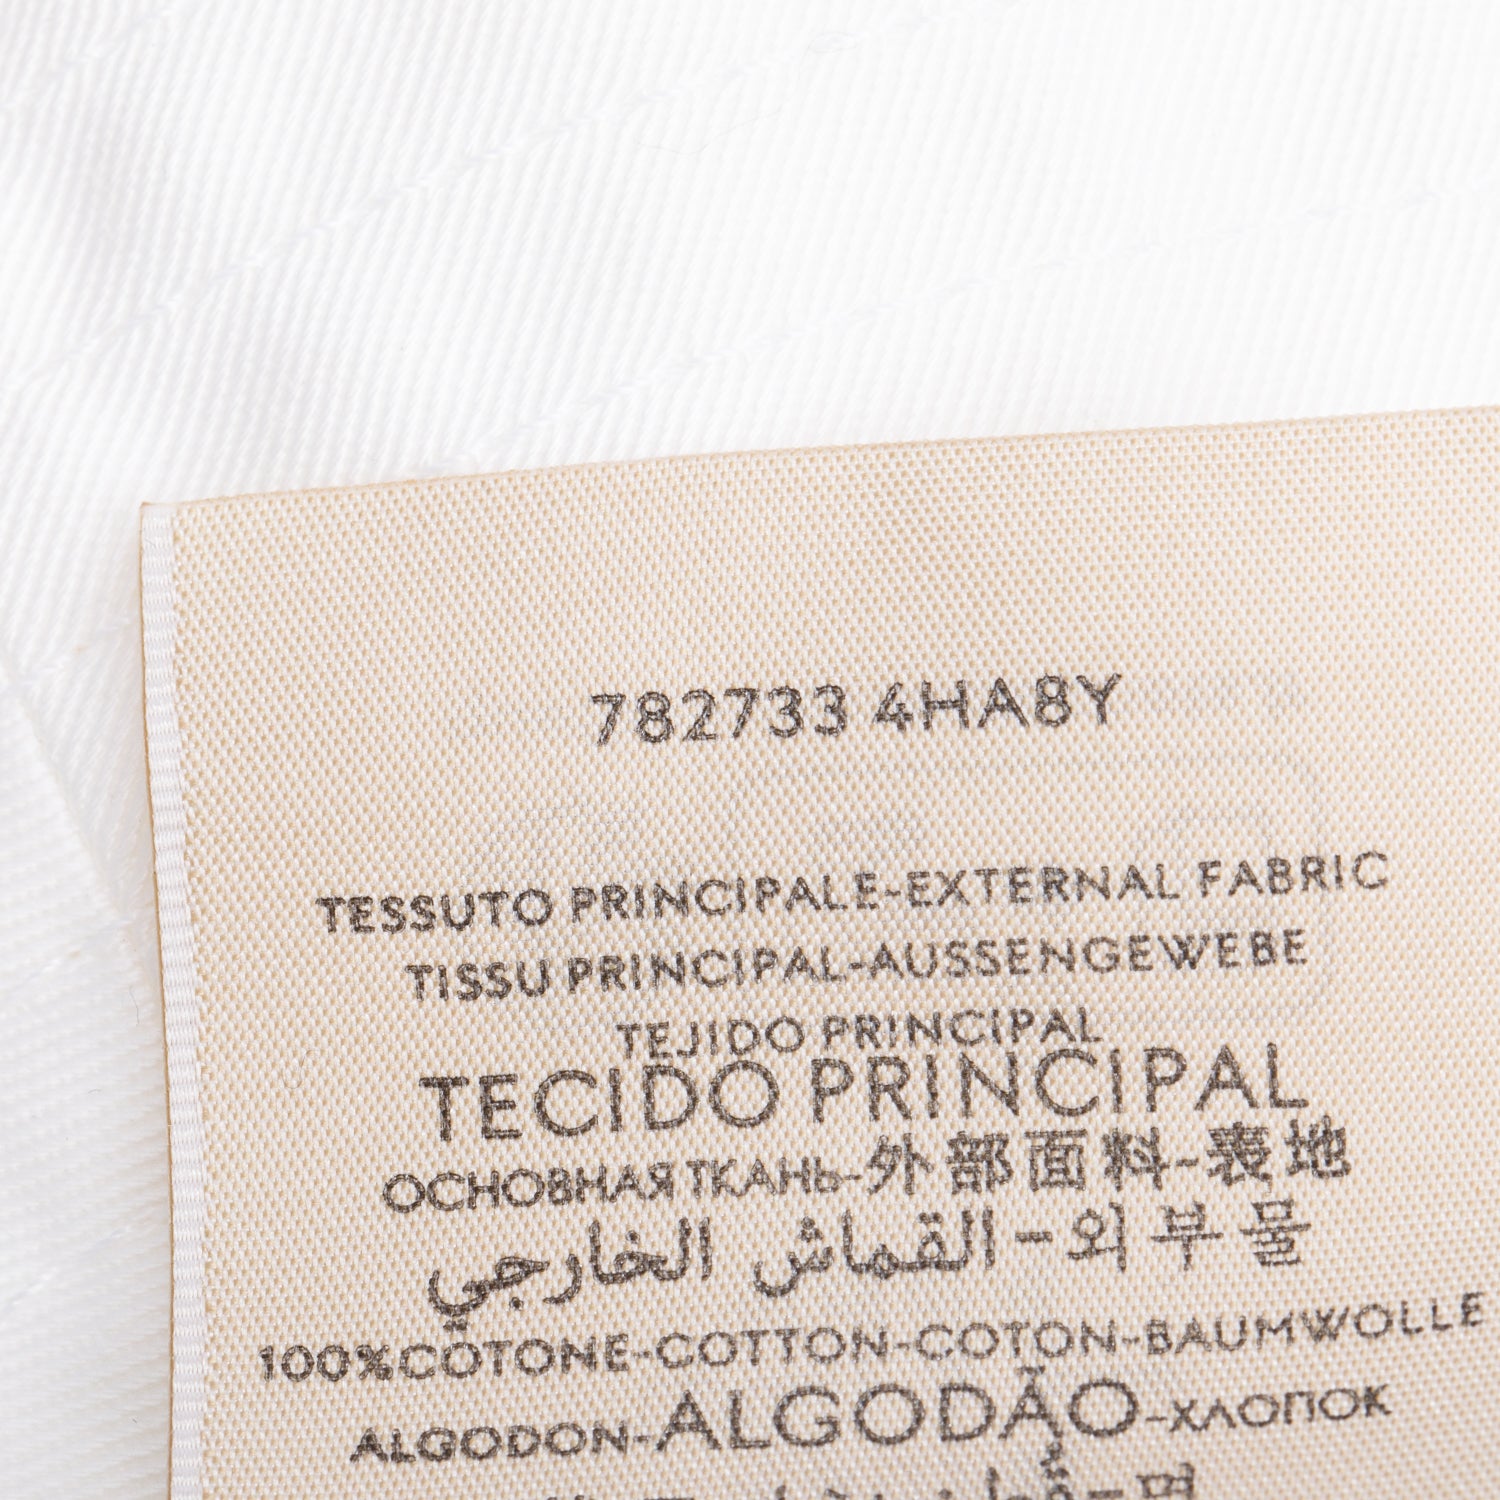 782733 4HA8Y
TESSUTO PRINCIPALE-EXTERNAL FABRIC
TISSU PRINCIPAL-AUSSENGEWEBE
TEJIDO PRINCIPAL
TECIDO PRINCIPAL
ОСНОВНАЯ ТКАНЬ-外部面料-表地
القماش الخارجي-외부물
100%COTONE-COTTON-COTON-BAUMWOLLE
ALGODON-ALGODÃO-ХЛОПОК